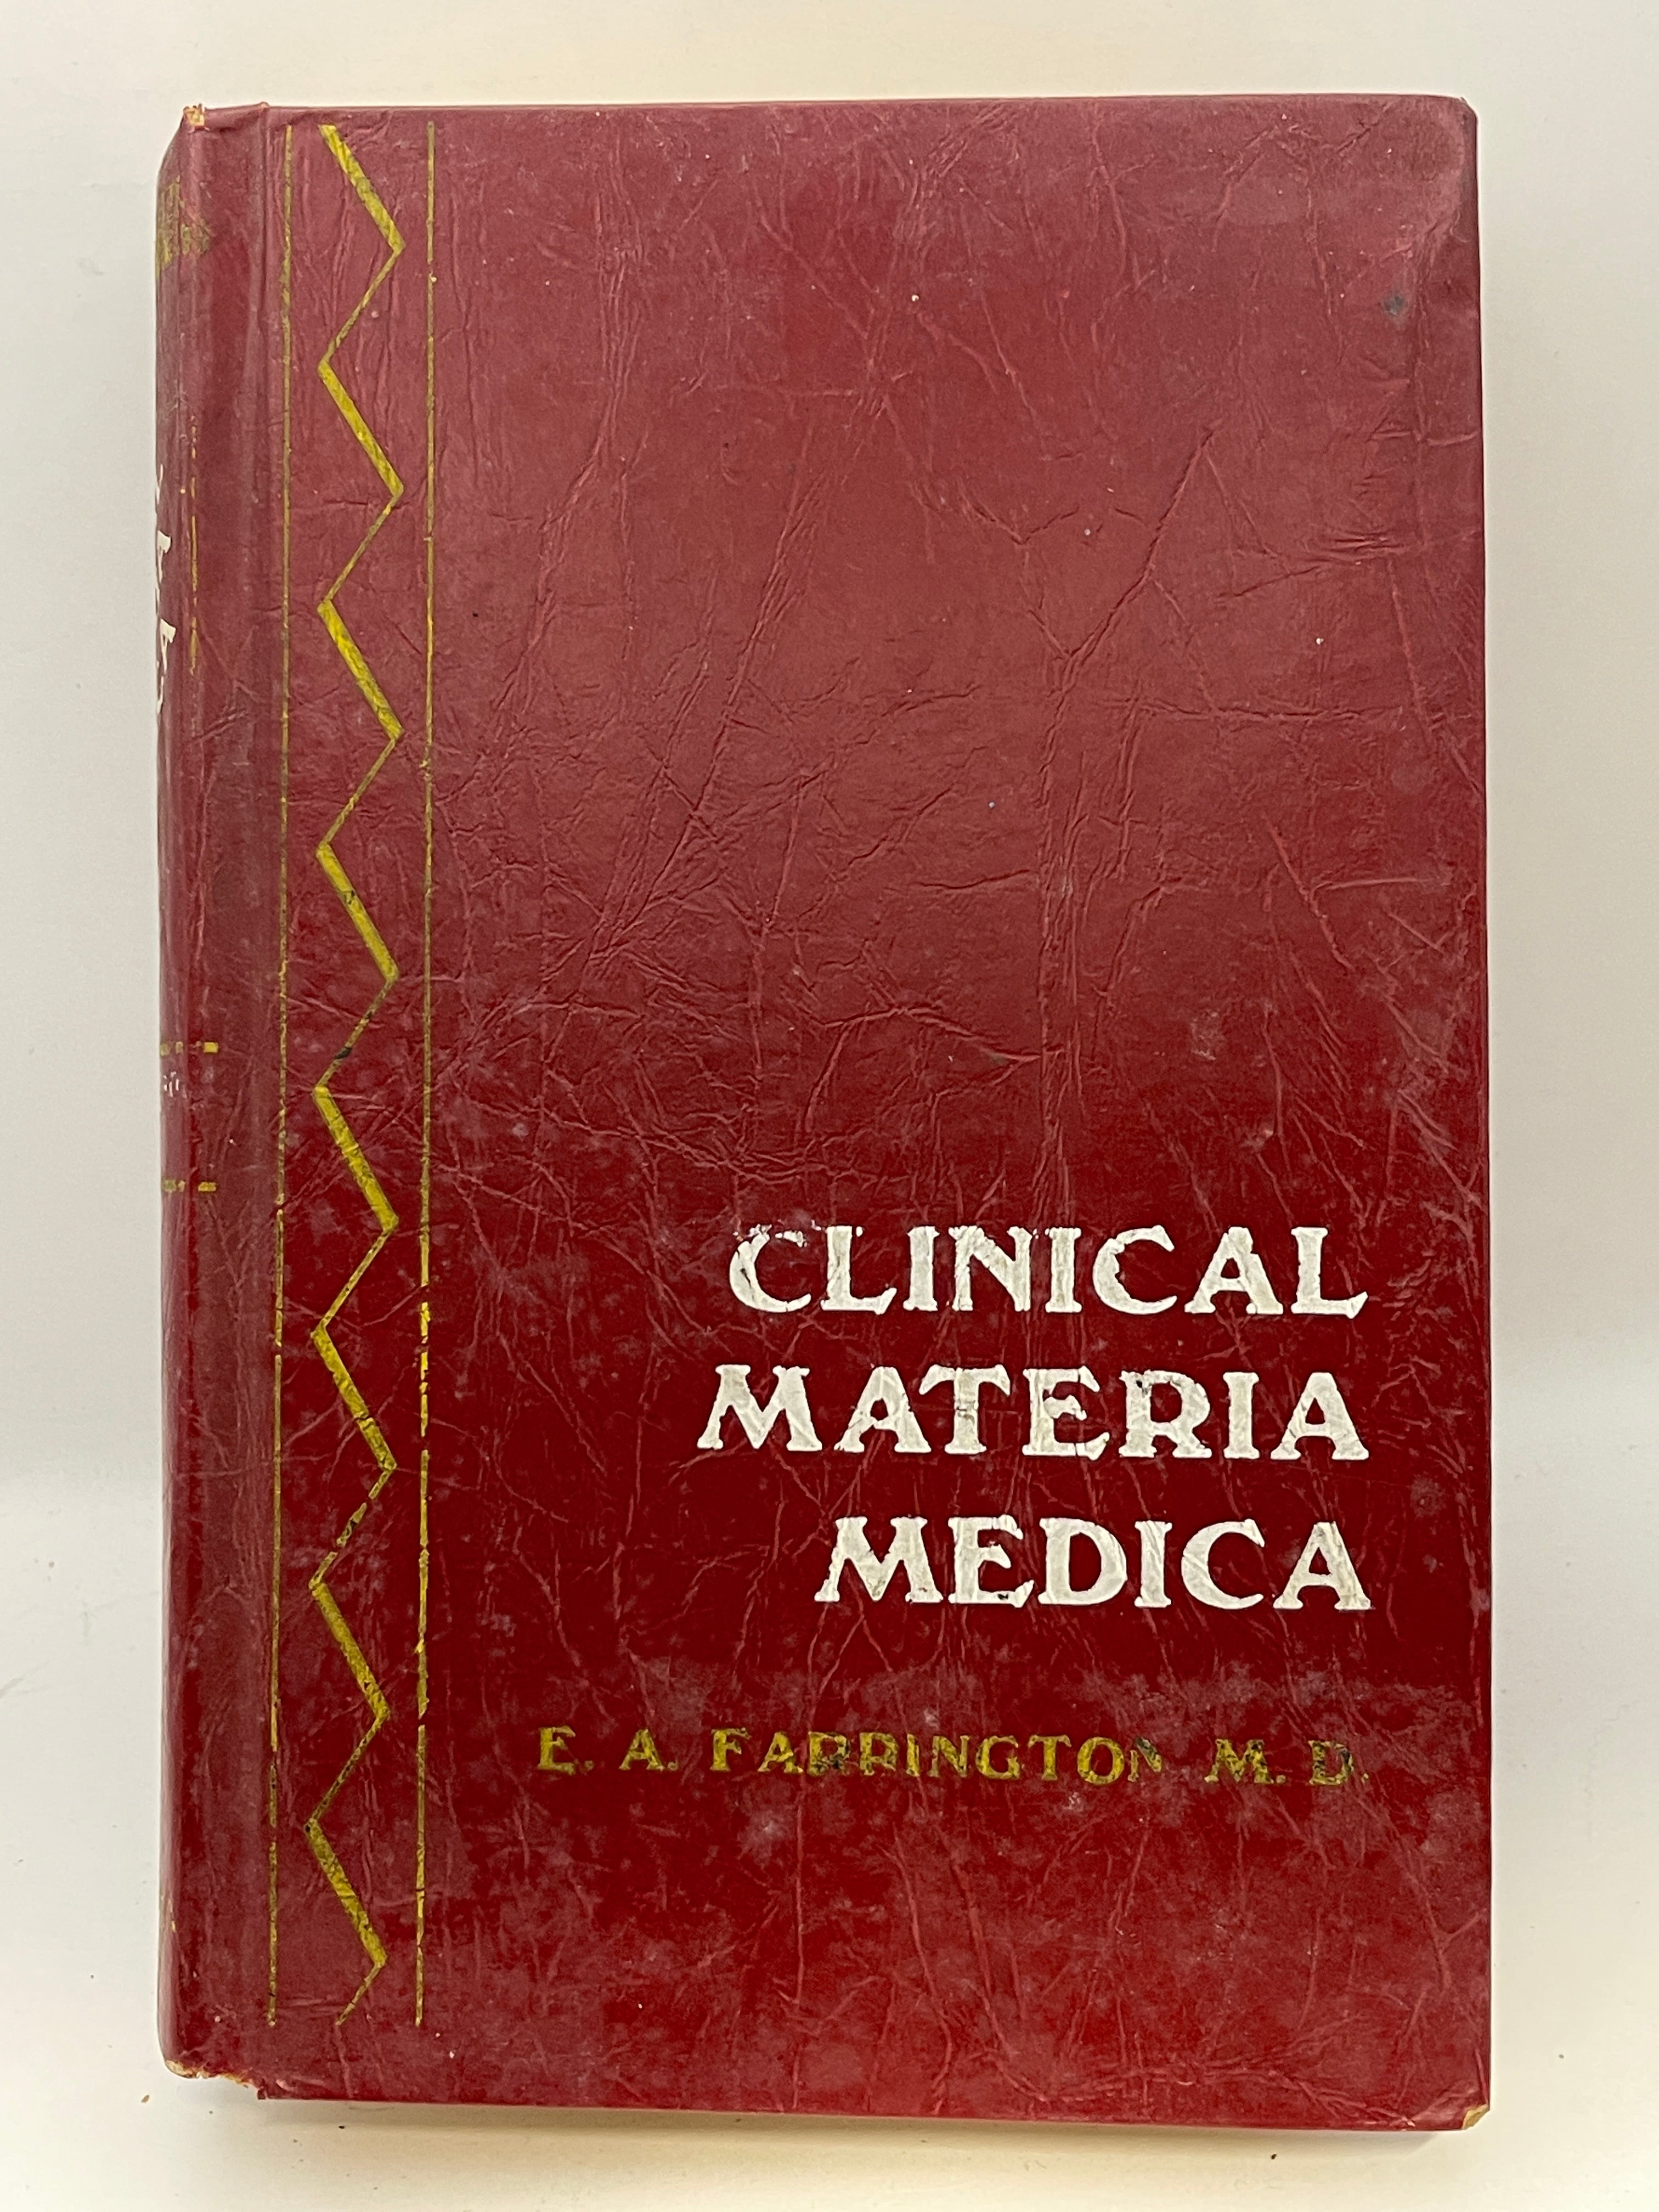 CLINICAL
MATERIA
MEDICA
E. A. FARRINGTON M. D.